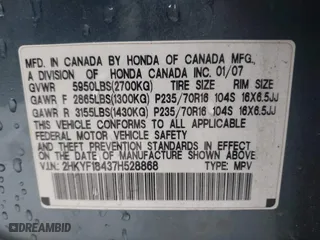 MFD. IN CANADA BY HONDA OF CANADA MFG.,
A DIVISION OF HONDA CANADA INC. 01/07
GVWR 5950LBS(2700KG) TIRE SIZE RIM SIZE
GAWR F 2865LBS(1300KG) P235/70R16 104S 16X6.5JJ
GAWR R 3155LBS(1430KG) P235/70R16 104S 16X6.5JJ
THIS VEHICLE CONFORMS TO ALL APPLICABLE
FEDERAL MOTOR VEHICLE SAFETY AND THEFT
PREVENTION STANDARDS IN EFFECT ON THE DATE
OF MANUFACTURE SHOWN ABOVE.
V.I.N.: 2HKYF18437H528868 TYPE: MPV